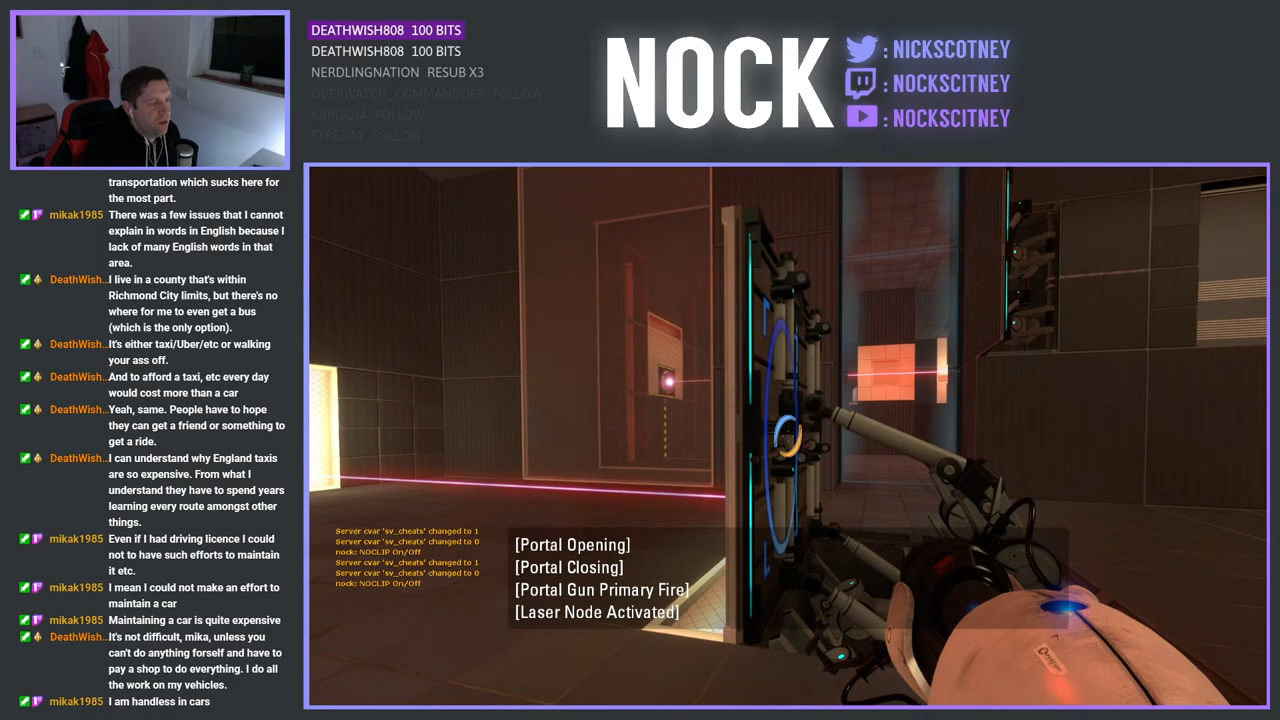 DEATHWISH808 100 BITS
DEATHWISH808 100 BITS
NERDLINGNATION RESUB X3
OVERWATCH_COMMANDDER FOLLOW
KAROOJA FOLLOW
FYREDAY FOLLOW
NOCK
: NICKSCOTNEY
: NOCKSCITNEY
: NOCKSCITNEY
transportation which sucks here for
the most part.
mikak1985 There was a few issues that I cannot
explain in words in English because I
lack of many English words in that
area.
DeathWish... I live in a county that's within
Richmond City limits, but there's no
where for me to even get a bus
(which is the only option).
DeathWish... It's either taxi/Uber/etc or walking
your ass off.
DeathWish... And to afford a taxi, etc every day
would cost more than a car
DeathWish... Yeah, same. People have to hope
they can get a friend or something to
get a ride.
DeathWish... I can understand why England taxis
are so expensive. From what I
understand they have to spend years
learning every route amongst other
things.
mikak1985 Even if I had driving licence I could
not to have such efforts to maintain
it etc.
mikak1985 I mean I could not make an effort to
maintain a car
mikak1985 Maintaining a car is quite expensive
DeathWish... It's not difficult, mika, unless you
can't do anything forself and have to
pay a shop to do everything. I do all
the work on my vehicles.
mikak1985 I am handless in cars
Server cvar 'sv_cheats' changed to 1
Server cvar 'sv_cheats' changed to 0
nock: NOCLIP On/Off
Server cvar 'sv_cheats' changed to 1
Server cvar 'sv_cheats' changed to 0
nock: NOCLIP On/Off
[Portal Opening]
[Portal Closing]
[Portal Gun Primary Fire]
[Laser Node Activated]